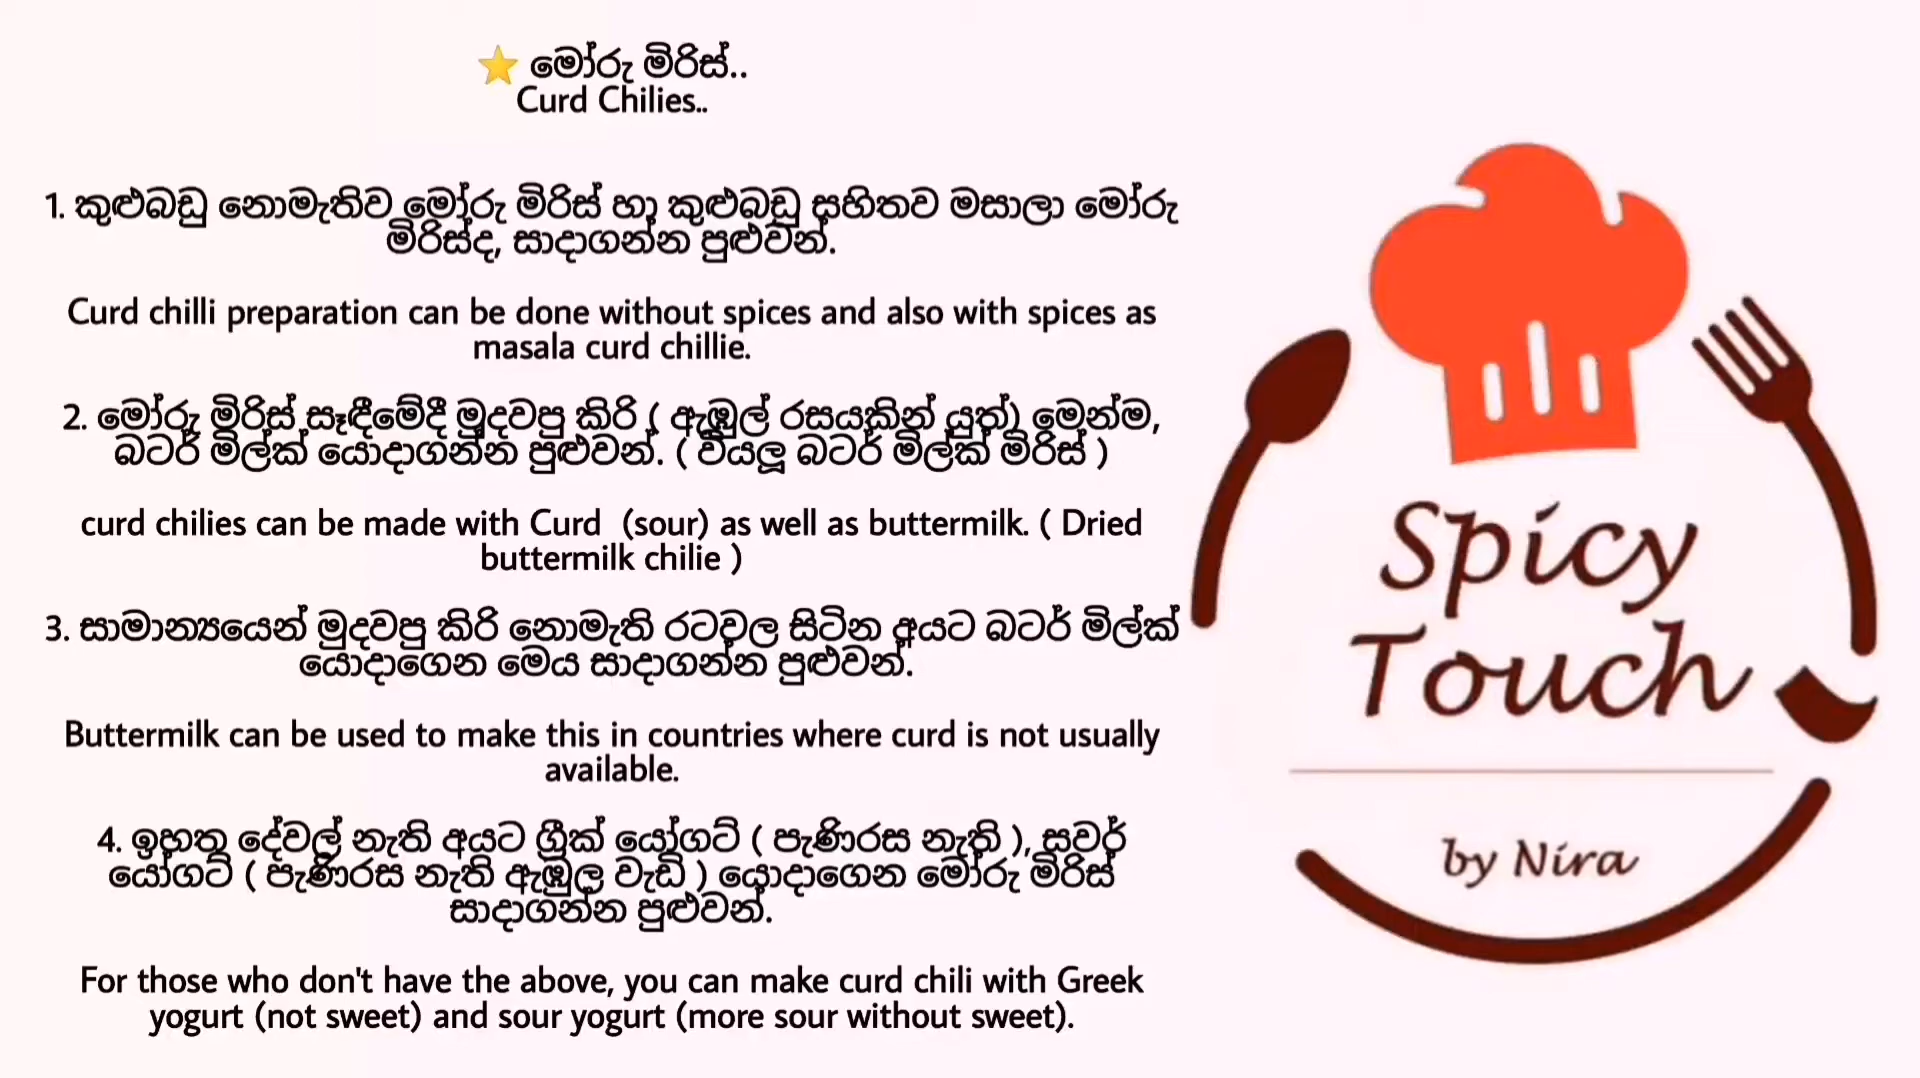 ⭐ මෝරු මිරිස්..
Curd Chilies..
1. කුළුබඩු නොමැතිව මෝරු මිරිස් හා කුළුබඩු සහිතව මසාලා මෝරු
මිරිස්ද, සාදාගන්න පුළුවන්.
Curd chilli preparation can be done without spices and also with spices as
masala curd chillie.
2. මෝරු මිරිස් සෑඳීමේදී මුදවපු කිරි ( ඇඹුල් රසයකින් යුත්) මෙන්ම,
බටර් මිල්ක් යොදාගන්න පුළුවන්. ( වියලූ බටර් මිල්ක් මිරිස් )
curd chilies can be made with Curd  (sour) as well as buttermilk. ( Dried
buttermilk chilie )
3. සාමාන්‍යයෙන් මුදවපු කිරි නොමැති රටවල සිටින අයට බටර් මිල්ක්
යොදාගෙන මෙය සාදාගන්න පුළුවන්.
Buttermilk can be used to make this in countries where curd is not usually
available.
4. ඉහත දේවල් නැති අයට ග්‍රීක් යෝගට් ( පැණිරස නැති ), සවර්
යෝගට් ( පැණිරස නැති ඇඹුල වැඩි ) යොදාගෙන මෝරු මිරිස්
සාදාගන්න පුළුවන්.
For those who don't have the above, you can make curd chili with Greek
yogurt (not sweet) and sour yogurt (more sour without sweet).
Spicy
Touch
by Nira